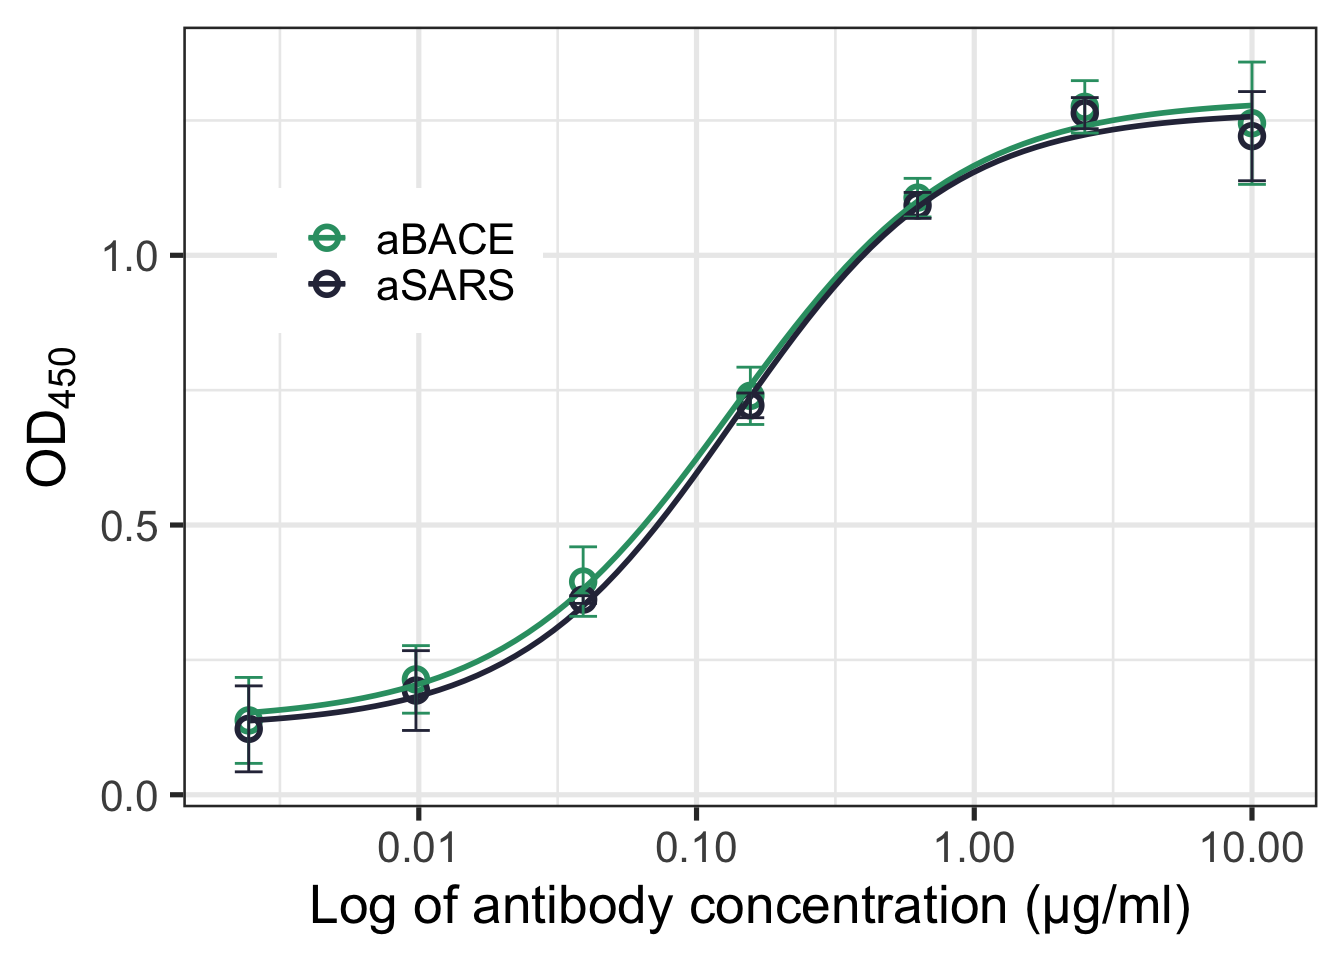 aBACE
aSARS
1.0
0.5
0.0
OD₄₅₀
0.01 0.10 1.00 10.00
Log of antibody concentration (µg/ml)